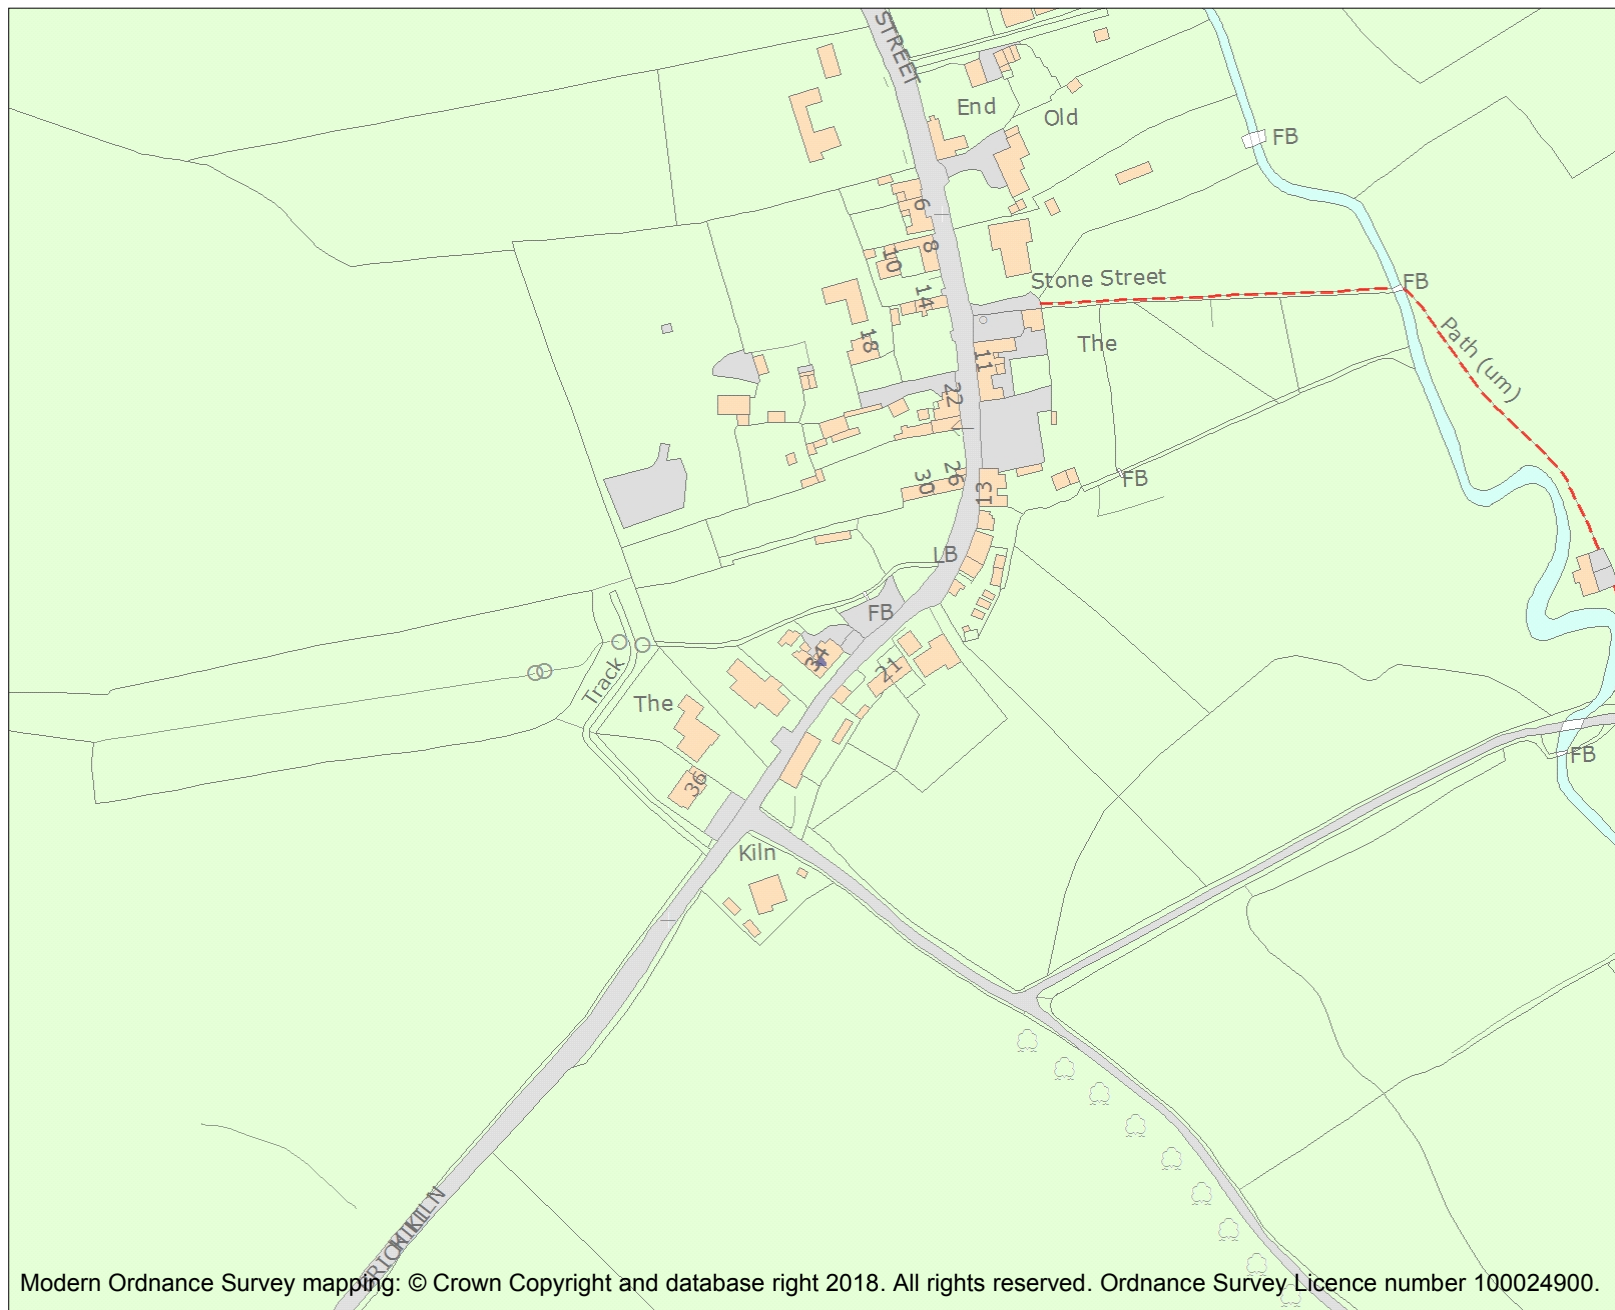 STREET
End
Old
FB
6
8
10
Stone Street
FB
14
The
18
11
Path (um)
22
26
30
13
FB
LB
FB
34
21
Track
The
36
FB
Kiln
KILN
Modern Ordnance Survey mapping: © Crown Copyright and database right 2018. All rights reserved. Ordnance Survey Licence number 100024900.